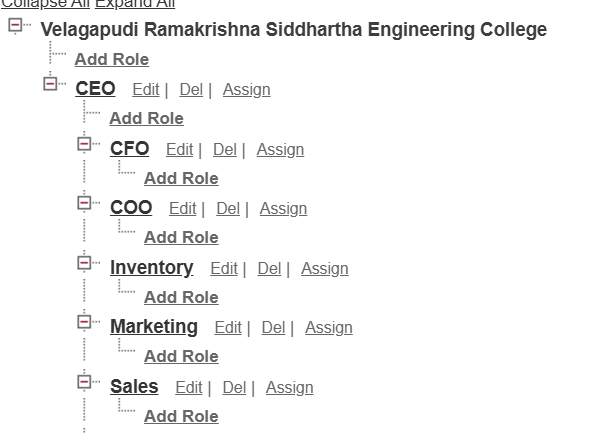 Collapse All Expand All
Velagapudi Ramakrishna Siddhartha Engineering College
Add Role
CEO Edit | Del | Assign
Add Role
CFO Edit | Del | Assign
Add Role
COO Edit | Del | Assign
Add Role
Inventory Edit | Del | Assign
Add Role
Marketing Edit | Del | Assign
Add Role
Sales Edit | Del | Assign
Add Role